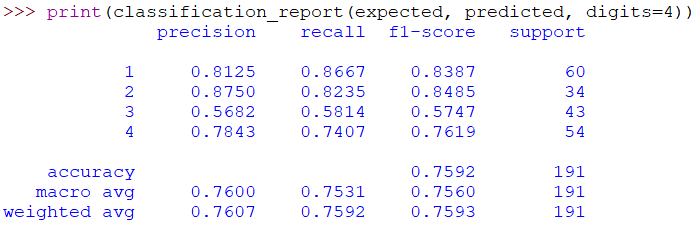 >>> print(classification_report(expected, predicted, digits=4))
              precision    recall  f1-score   support

           1     0.8125    0.8667    0.8387        60
           2     0.8750    0.8235    0.8485        34
           3     0.5682    0.5814    0.5747        43
           4     0.7843    0.7407    0.7619        54

    accuracy                         0.7592       191
   macro avg     0.7600    0.7531    0.7560       191
weighted avg     0.7607    0.7592    0.7593       191